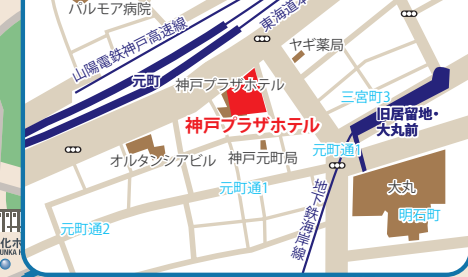 パルモア病院
山陽電鉄神戸高速線
東海道本
ヤギ薬局
元町
神戸プラザホテル
神戸プラザホテル
三宮町3
旧居留地・
大丸前
オルタンシアビル
神戸元町局
元町通1
元町通1
大丸
地下鉄海岸線
明石町
元町通2
化ホ
UNKA H